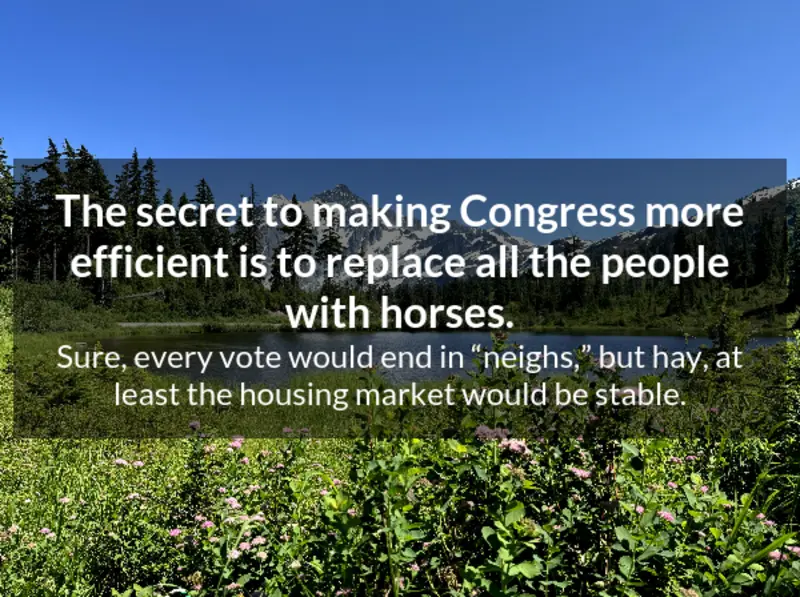 The secret to making Congress more
efficient is to replace all the people
with horses.
Sure, every vote would end in “neighs,” but hay, at
least the housing market would be stable.